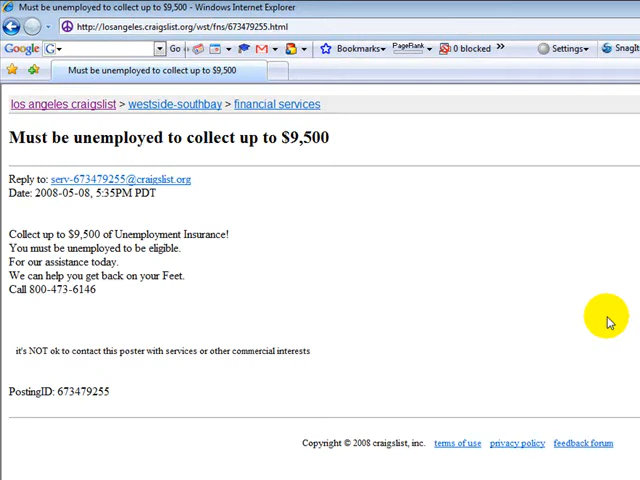 Must be unemployed to collect up to $9,500 - Windows Internet Explorer
http://losangeles.craigslist.org/wst/fns/673479255.html
Google G Go Bookmarks PageRank 0 blocked » Settings SnagIt
Must be unemployed to collect up to $9,500
los angeles craigslist > westside-southbay > financial services
Must be unemployed to collect up to $9,500
Reply to: serv-673479255@craigslist.org
Date: 2008-05-08, 5:35PM PDT
Collect up to $9,500 of Unemployment Insurance!
You must be unemployed to be eligible.
For our assistance today.
We can help you get back on your Feet.
Call 800-473-6146
it's NOT ok to contact this poster with services or other commercial interests
PostingID: 673479255
Copyright © 2008 craigslist, inc. terms of use privacy policy feedback forum